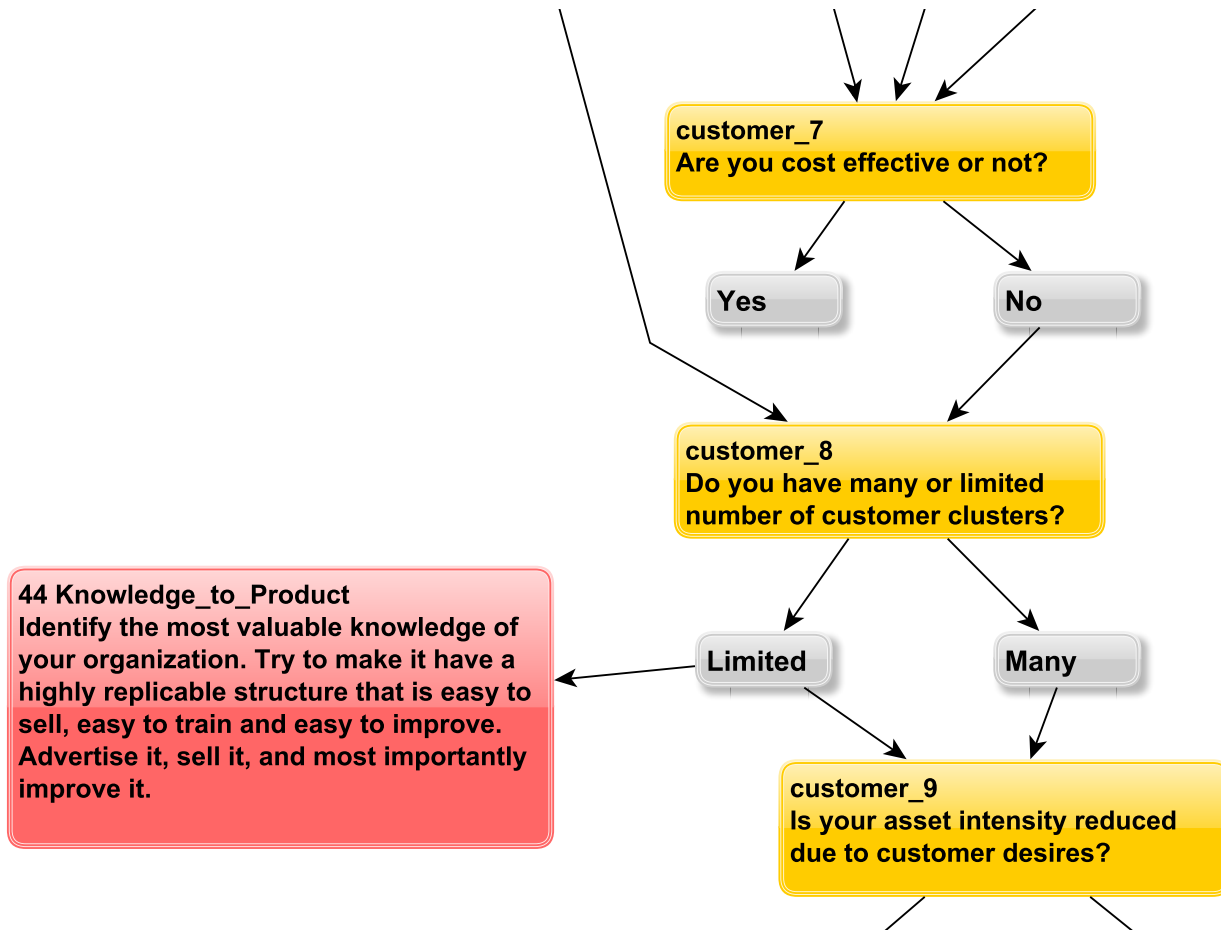 customer_7
Are you cost effective or not?
Yes
No
customer_8
Do you have many or limited
number of customer clusters?
44 Knowledge_to_Product
Identify the most valuable knowledge of
your organization. Try to make it have a
highly replicable structure that is easy to
sell, easy to train and easy to improve.
Advertise it, sell it, and most importantly
improve it.
Limited
Many
customer_9
Is your asset intensity reduced
due to customer desires?